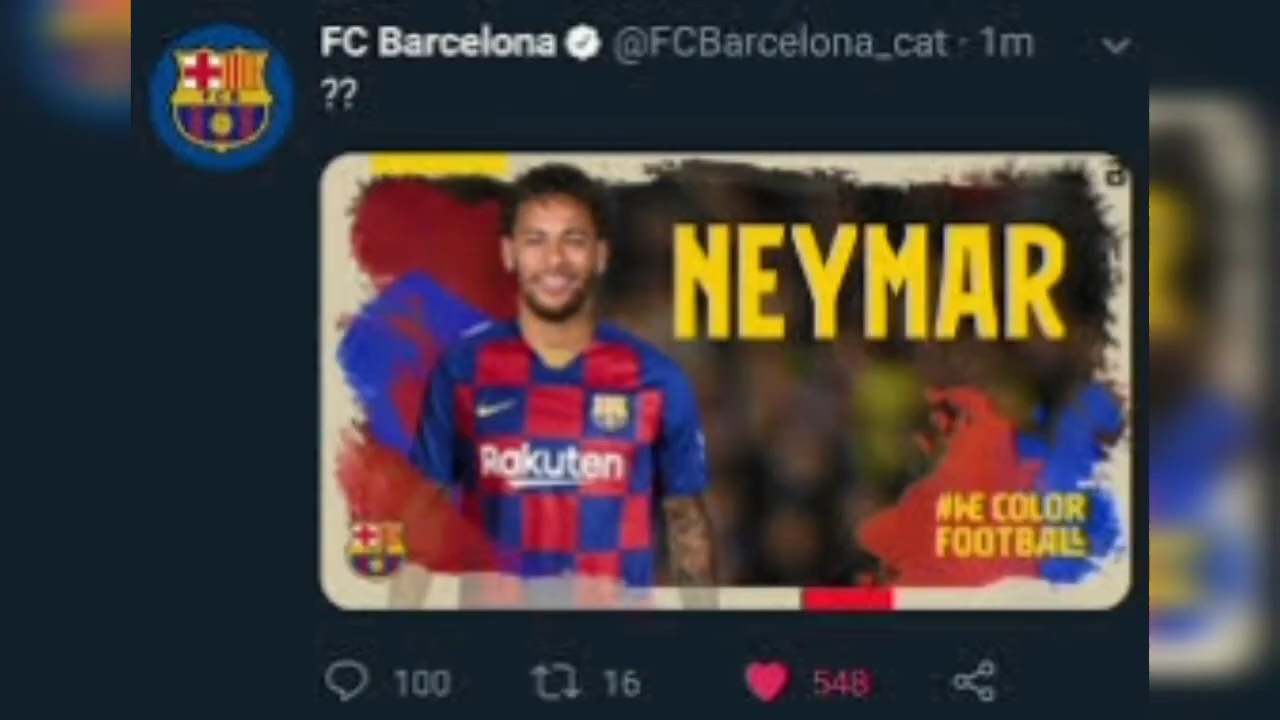 FC Barcelona @FCBarcelona_cat · 1m
??
NEYMAR
Rakuten
#WE COLOR
FOOTBALL
100 16 548